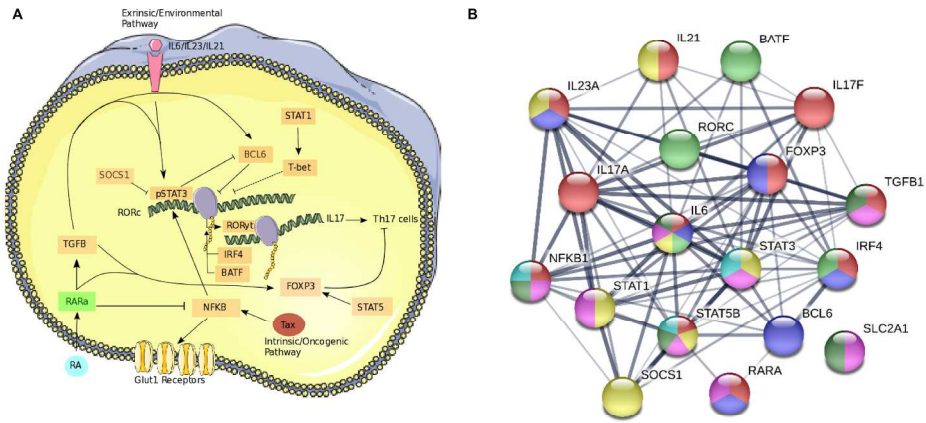 A
Exrinsic/Environmental
Pathway
IL6/IL23/IL21
STAT1
BCL6
T-bet
SOCS1
pSTAT3
RORc
RORyt
IL17
Th17 cells
TGFB
IRF4
BATF
FOXP3
RARa
NFKB
STAT5
Tax
Intrinsic/Oncogenic
Pathway
RA
Glut1 Receptors
B
IL21
BATF
IL23A
IL17F
RORC
FOXP3
IL17A
TGFB1
IL6
IRF4
STAT3
NFKB1
STAT1
BCL6
STAT5B
SLC2A1
SOCS1
RARA